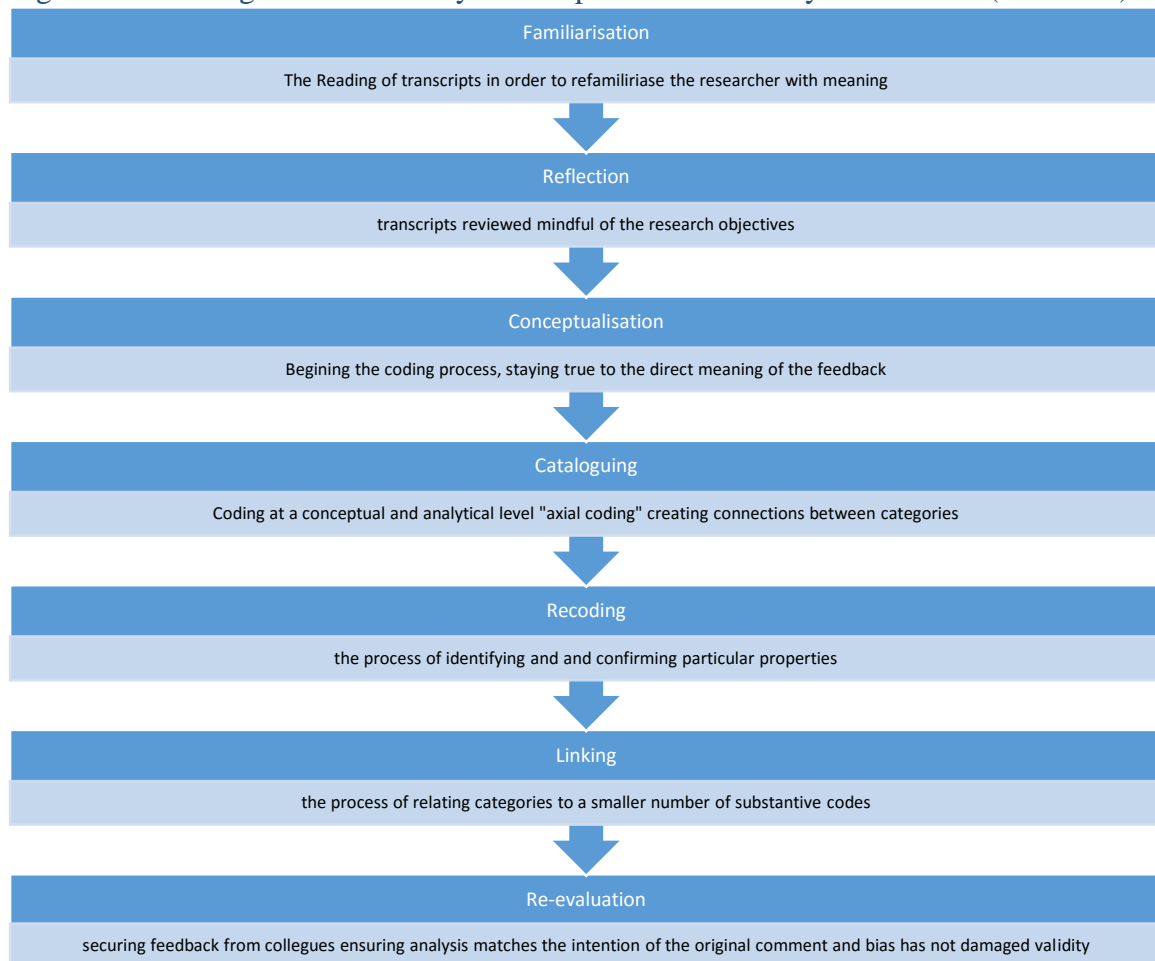 Familiarisation
The Reading of transcripts in order to refamiliriase the researcher with meaning
Reflection
transcripts reviewed mindful of the research objectives
Conceptualisation
Begining the coding process, staying true to the direct meaning of the feedback
Cataloguing
Coding at a conceptual and analytical level "axial coding" creating connections between categories
Recoding
the process of identifying and and confirming particular properties
Linking
the process of relating categories to a smaller number of substantive codes
Re-evaluation
securing feedback from collegues ensuring analysis matches the intention of the original comment and bias has not damaged validity